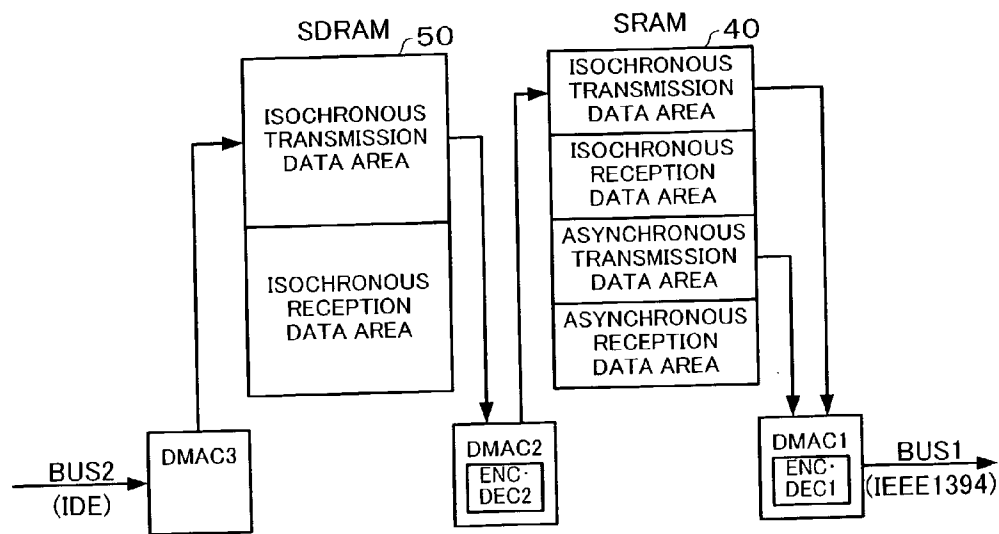 SDRAM
50
ISOCHRONOUS
TRANSMISSION
DATA AREA
ISOCHRONOUS
RECEPTION
DATA AREA
SRAM
40
ISOCHRONOUS
TRANSMISSION
DATA AREA
ISOCHRONOUS
RECEPTION
DATA AREA
ASYNCHRONOUS
TRANSMISSION
DATA AREA
ASYNCHRONOUS
RECEPTION
DATA AREA
BUS2
(IDE)
DMAC3
DMAC2
ENC·
DEC2
DMAC1
ENC·
DEC1
BUS1
(IEEE1394)